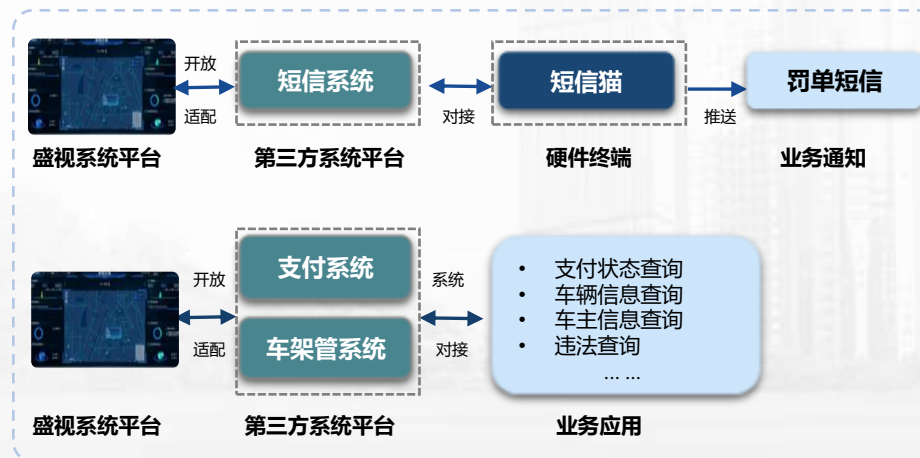 开放
短信系统
短信猫
罚单短信
适配
对接
推送
盛视系统平台
第三方系统平台
硬件终端
业务通知
支付系统
• 支付状态查询
开放
系统
• 车辆信息查询
• 车主信息查询
适配
车架管系统
对接
• 违法查询
... ...
盛视系统平台
第三方系统平台
业务应用